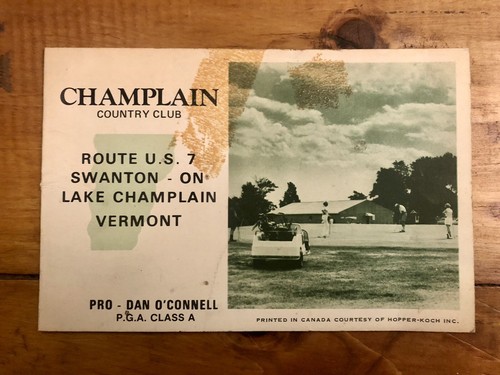 CHAMPLAIN
COUNTRY CLUB
ROUTE U.S. 7
SWANTON - ON
LAKE CHAMPLAIN
VERMONT
PRO - DAN O'CONNELL
P.G.A. CLASS A
PRINTED IN CANADA COURTESY OF HOPPER-KOCH INC.